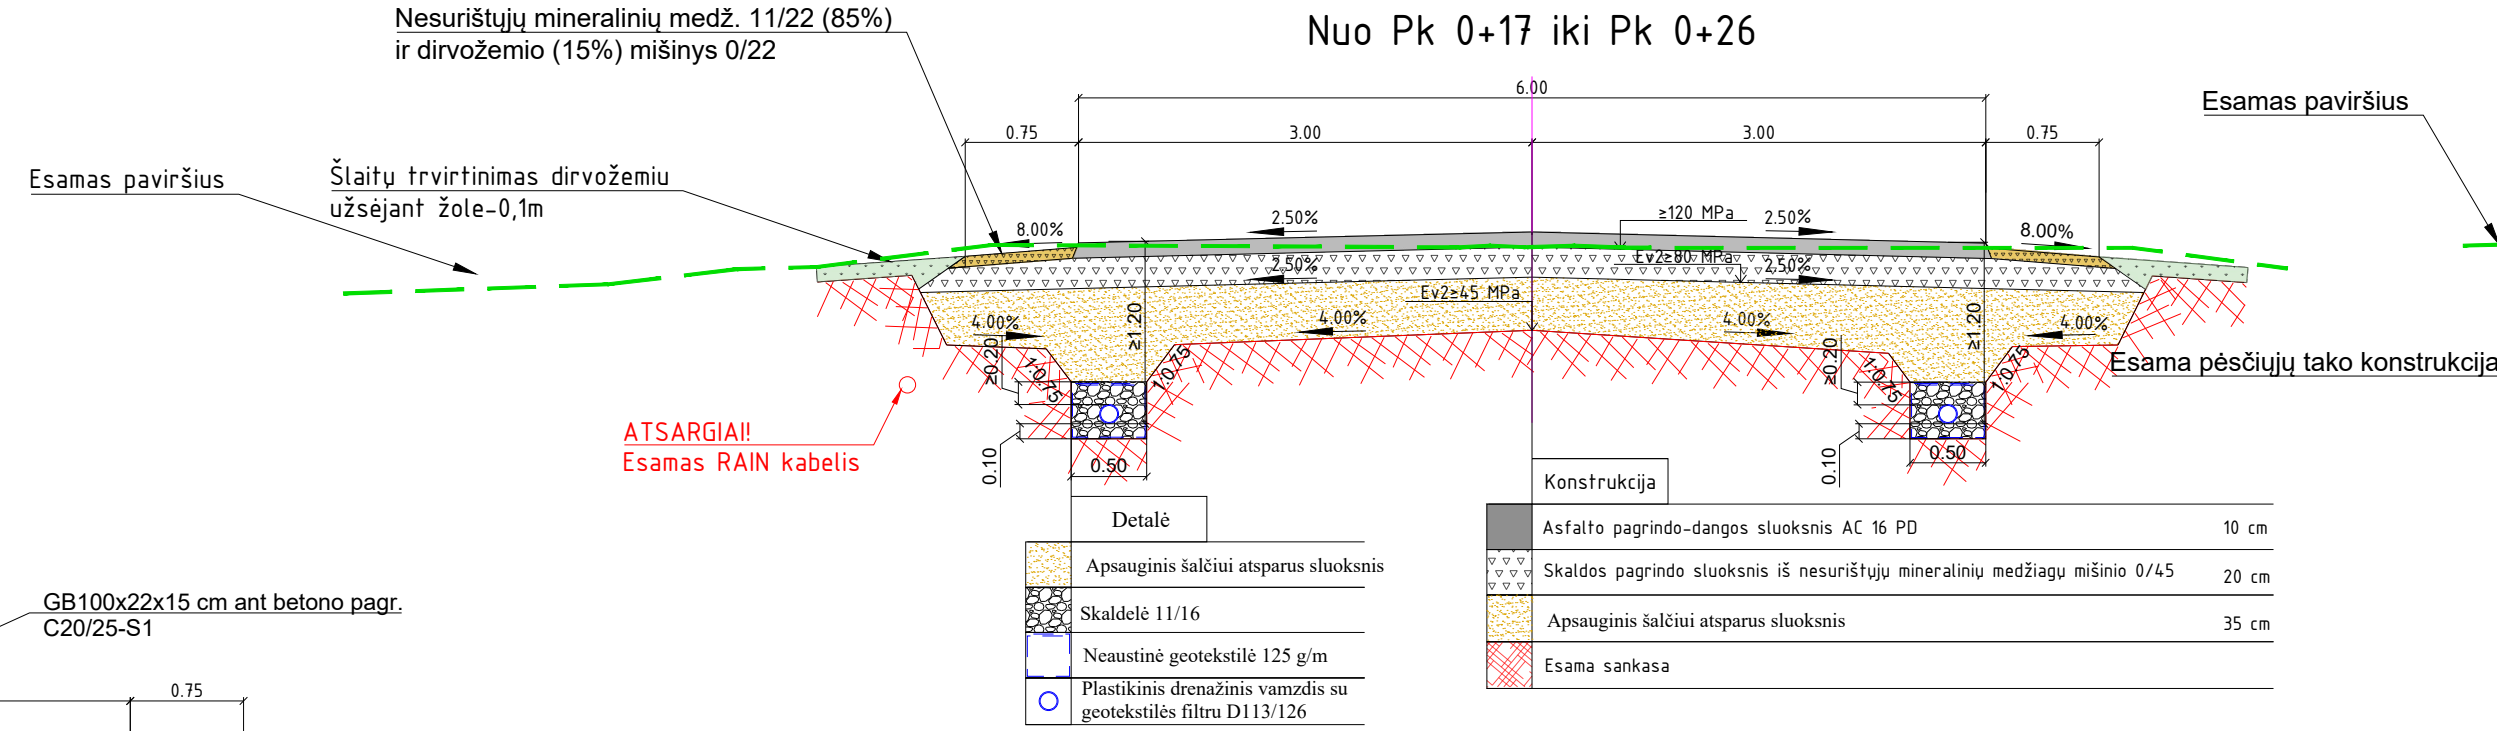 Nesurištųjų mineralinių medž. 11/22 (85%)
ir dirvožemio (15%) mišinys 0/22
Nuo Pk 0+17 iki Pk 0+26
6.00
Esamas paviršius
0.75
3.00
3.00
0.75
Esamas paviršius
Šlaitų trvirtinimas dirvožemiu
užsėjant žole-0,1m
8.00%
2.50%
≥120 MPa
2.50%
8.00%
2.50%
Ev2≥80 MPa
2.50%
Ev2≥45 MPa
4.00%
4.00%
4.00%
4.00%
≥1.20
≥1.20
≥0.20
1:0.75
1:0.75
≥0.20
1:0.75
1:0.75
Esama pėsčiųjų tako konstrukcija
ATSARGIAI!
Esamas RAIN kabelis
0.10
0.50
0.10
0.50
Konstrukcija
Asfalto pagrindo-dangos sluoksnis AC 16 PD 10 cm
Skaldos pagrindo sluoksnis iš nesurištųjų mineralinių medžiagų mišinio 0/45 20 cm
Apsauginis šalčiui atsparus sluoksnis 35 cm
Esama sankasa
Detalė
Apsauginis šalčiui atsparus sluoksnis
Skaldelė 11/16
Neaustinė geotekstilė 125 g/m
Plastikinis drenažinis vamzdis su
geotekstilės filtru D113/126
GB100x22x15 cm ant betono pagr.
C20/25-S1
0.75